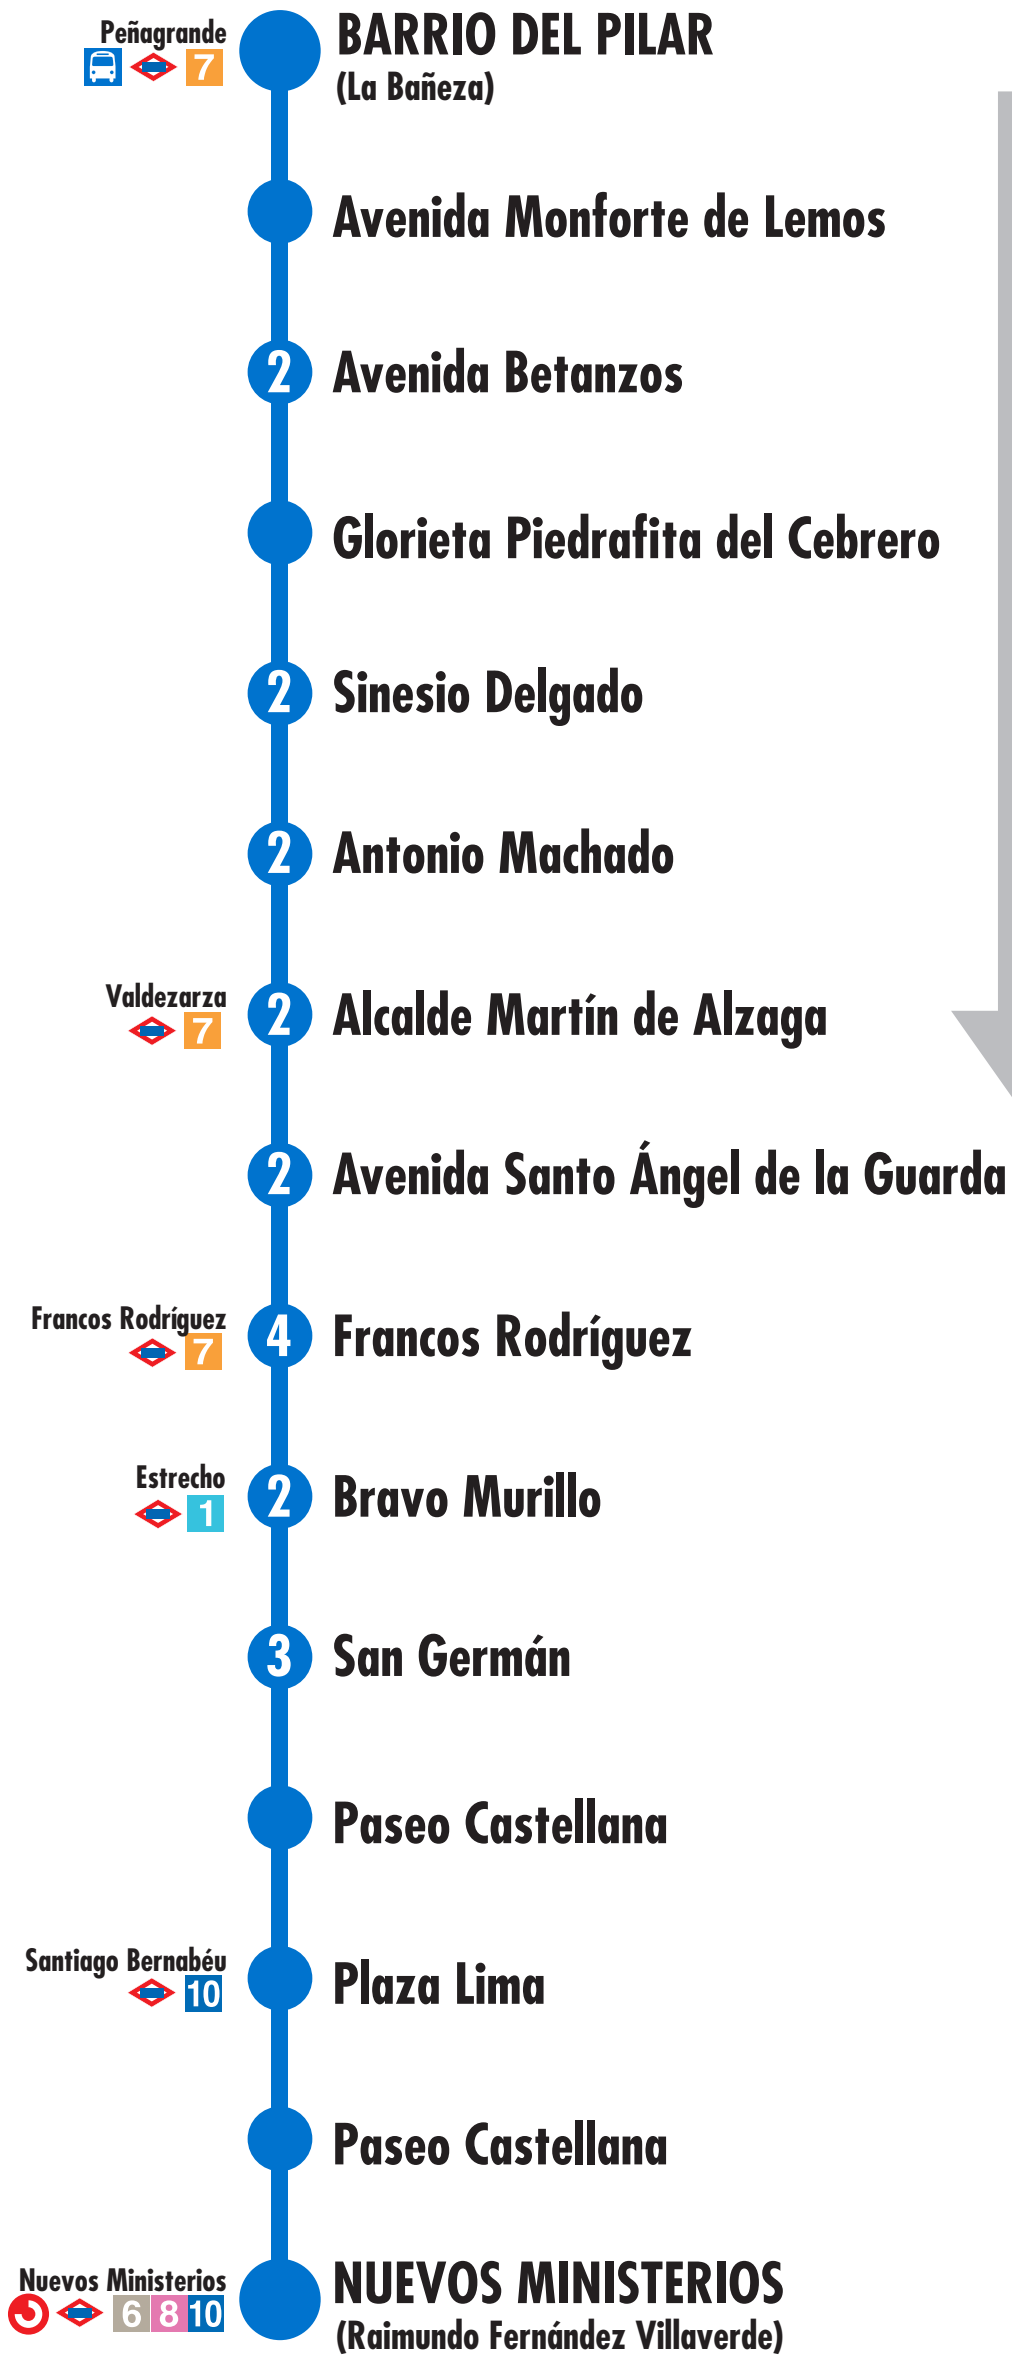 Peñagrande
7
BARRIO DEL PILAR
(La Bañeza)
Avenida Monforte de Lemos
2 Avenida Betanzos
Glorieta Piedrafita del Cebrero
2 Sinesio Delgado
2 Antonio Machado
Valdezarza
7
2 Alcalde Martín de Alzaga
2 Avenida Santo Ángel de la Guarda
Francos Rodríguez
7
4 Francos Rodríguez
Estrecho
1
2 Bravo Murillo
3 San Germán
Paseo Castellana
Santiago Bernabéu
10
Plaza Lima
Paseo Castellana
Nuevos Ministerios
6 8 10
NUEVOS MINISTERIOS
(Raimundo Fernández Villaverde)